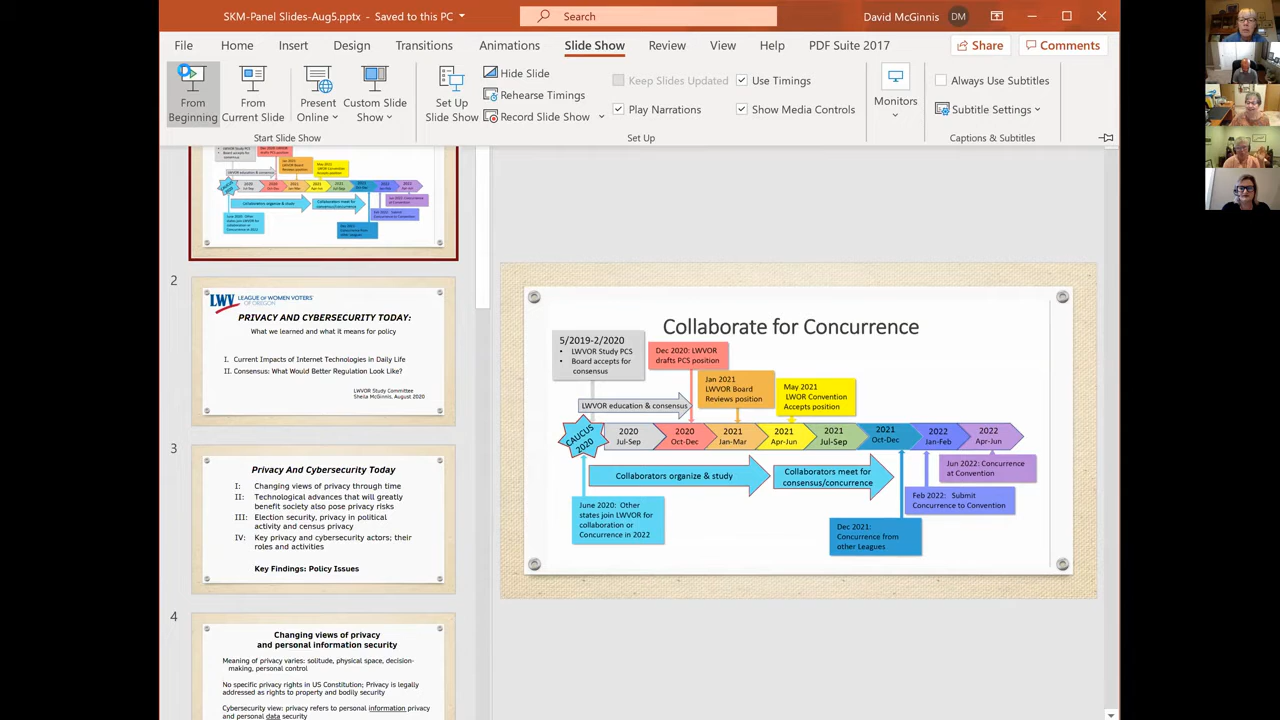 SKM-Panel Slides-Aug5.pptx - Saved to this PC
Search
David McGinnis
DM
File
Home
Insert
Design
Transitions
Animations
Slide Show
Review
View
Help
PDF Suite 2017
Share
Comments
From
Beginning
From
Current Slide
Present
Online
Custom Slide
Show
Set Up
Slide Show
Hide Slide
Rehearse Timings
Record Slide Show
Keep Slides Updated
Use Timings
Play Narrations
Show Media Controls
Monitors
Always Use Subtitles
Subtitle Settings
Start Slide Show
Set Up
Captions & Subtitles
2
LWV LEAGUE OF WOMEN VOTERS
OF OREGON
PRIVACY AND CYBERSECURITY TODAY:
What we learned and what it means for policy
I. Current Impacts of Internet Technologies in Daily Life
II. Consensus: What Would Better Regulation Look Like?
LWVOR Study Committee
Sheila McGinnis, August 2020
3
Privacy And Cybersecurity Today
I: Changing views of privacy through time
II: Technological advances that will greatly
benefit society also pose privacy risks
III: Election security, privacy in political
activity and census privacy
IV: Key privacy and cybersecurity actors; their
roles and activities
Key Findings: Policy Issues
4
Changing views of privacy
and personal information security
Meaning of privacy varies: solitude, physical space, decision-
making, personal control
No specific privacy rights in US Constitution; Privacy is legally
addressed as rights to property and bodily security
Cybersecurity view: privacy refers to personal information privacy
and personal data security
Collaborate for Concurrence
5/2019-2/2020
• LWVOR Study PCS
• Board accepts for
consensus
Dec 2020: LWVOR
drafts PCS position
Jan 2021
LWVOR Board
Reviews position
May 2021
LWOR Convention
Accepts position
LWVOR education & consensus
CAUCUS
2020
2020
Jul-Sep
2020
Oct-Dec
2021
Jan-Mar
2021
Apr-Jun
2021
Jul-Sep
2021
Oct-Dec
2022
Jan-Feb
2022
Apr-Jun
Collaborators organize & study
Collaborators meet for
consensus/concurrence
Jun 2022: Concurrence
at Convention
Feb 2022: Submit
Concurrence to Convention
June 2020: Other
states join LWVOR for
collaboration or
Concurrence in 2022
Dec 2021:
Concurrence from
other Leagues